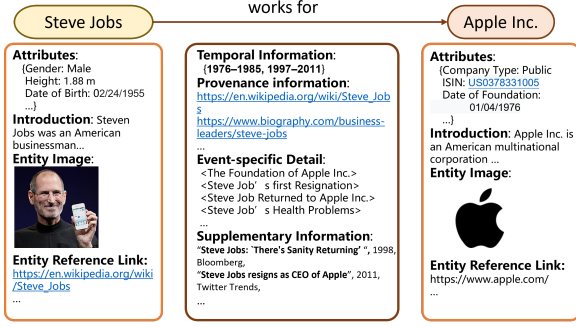 works for
Steve Jobs
Apple Inc.
Attributes:
{Gender: Male
Height: 1.88 m
Date of Birth: 02/24/1955
...}
Introduction: Steven
Jobs was an American
businessman...
Entity Image:
Entity Reference Link:
https://en.wikipedia.org/wiki
/Steve_Jobs
...
Temporal Information:
{1976–1985, 1997–2011}
Provenance information:
https://en.wikipedia.org/wiki/Steve_Job
s
https://www.biography.com/business-
leaders/steve-jobs
...
Event-specific Detail:
<The Foundation of Apple Inc.>
<Steve Job’s first Resignation>
<Steve Job Returned to Apple Inc.>
<Steve Job’s Health Problems>
...
Supplementary Information:
“Steve Jobs: `There's Sanity Returning' “, 1998,
Bloomberg,
“Steve Jobs resigns as CEO of Apple”, 2011,
Twitter Trends,
...
Attributes:
{Company Type: Public
ISIN: US0378331005
Date of Foundation:
01/04/1976
...}
Introduction: Apple Inc. is
an American multinational
corporation ...
Entity Image:
Entity Reference Link:
https://www.apple.com/
...